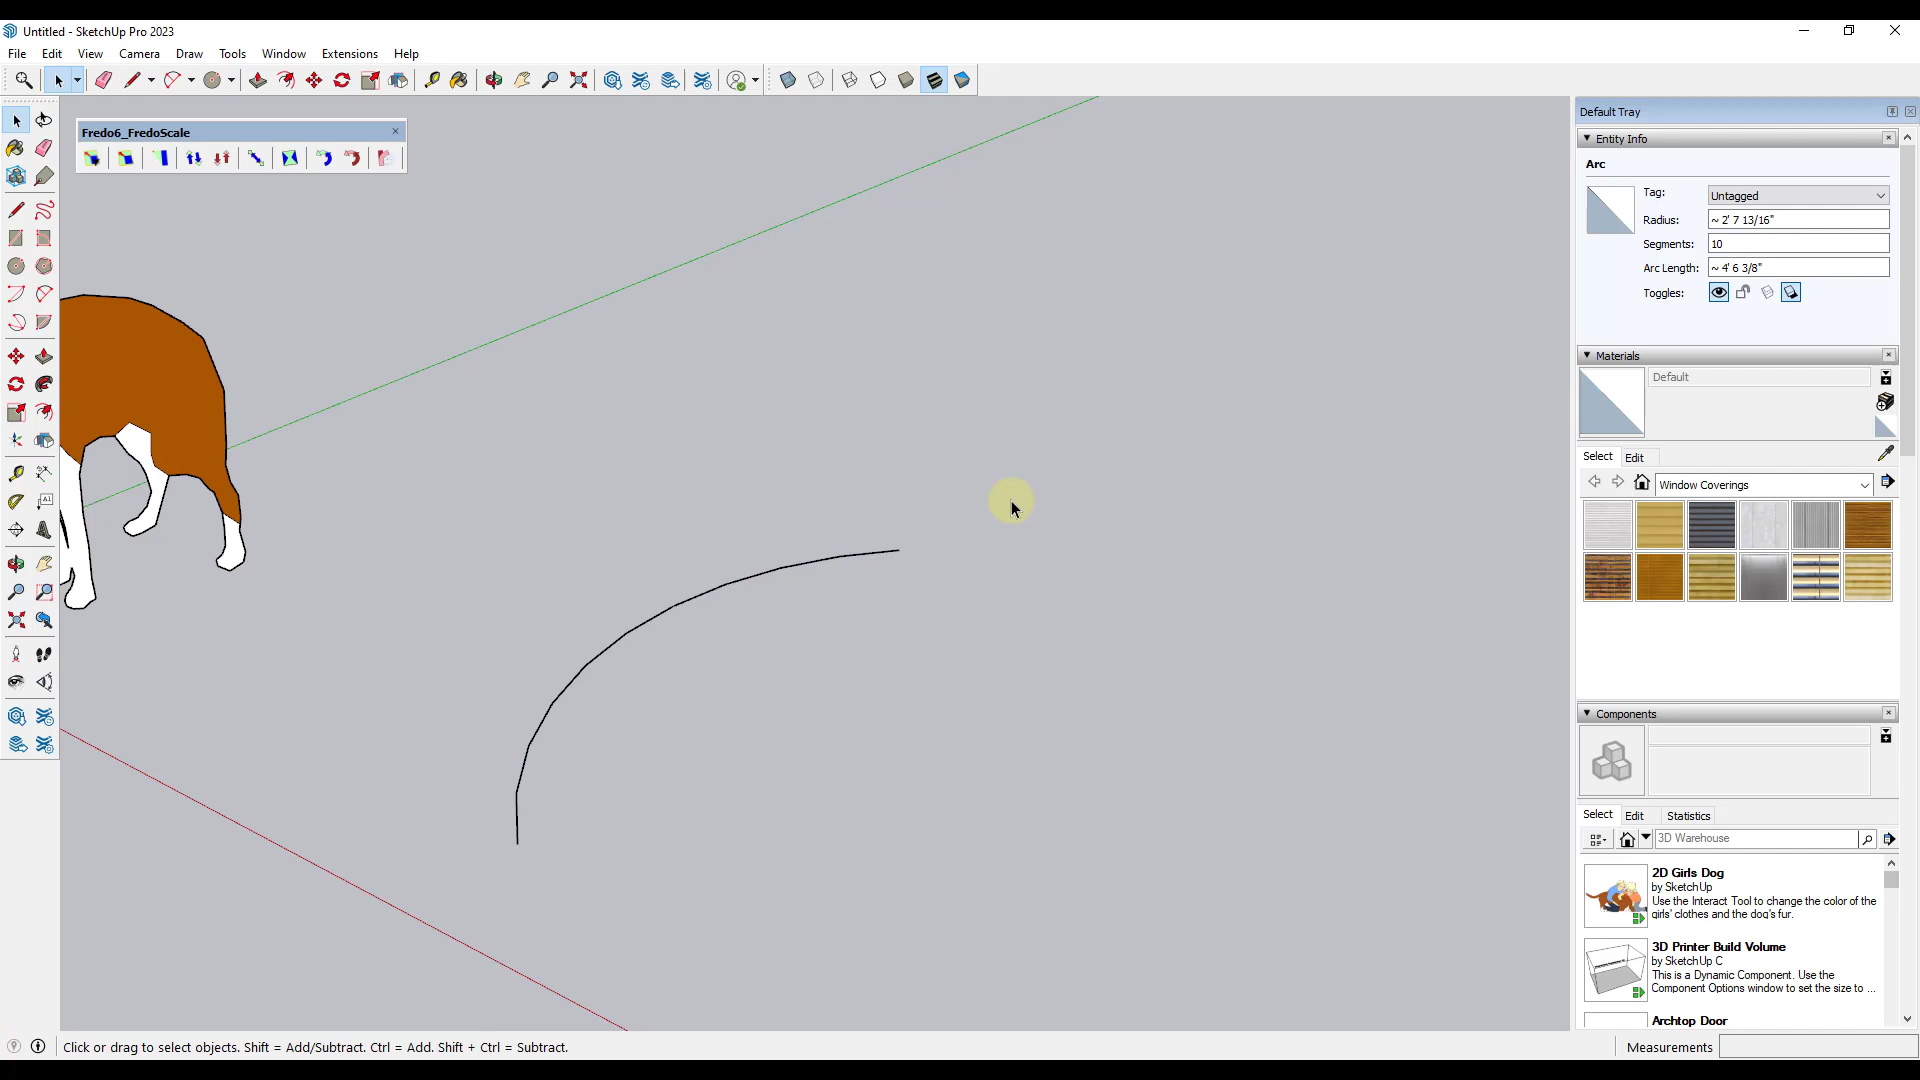 Untitled - SketchUp Pro 2023
File Edit View Camera Draw Tools Window Extensions Help
Fredo6_FredoScale
Default Tray
Entity Info
Arc
Tag: Untagged
Radius: ~ 2' 7 13/16"
Segments: 10
Arc Length: ~ 4' 6 3/8"
Toggles:
Materials
Default
Select Edit
Window Coverings
Components
Select Edit Statistics
3D Warehouse
2D Girls Dog
by SketchUp
Use the Interact Tool to change the color of the
girls' clothes and the dog's fur.
3D Printer Build Volume
by SketchUp C
This is a Dynamic Component. Use the
Component Options window to set the size to ...
Archtop Door
Click or drag to select objects. Shift = Add/Subtract. Ctrl = Add. Shift + Ctrl = Subtract.
Measurements